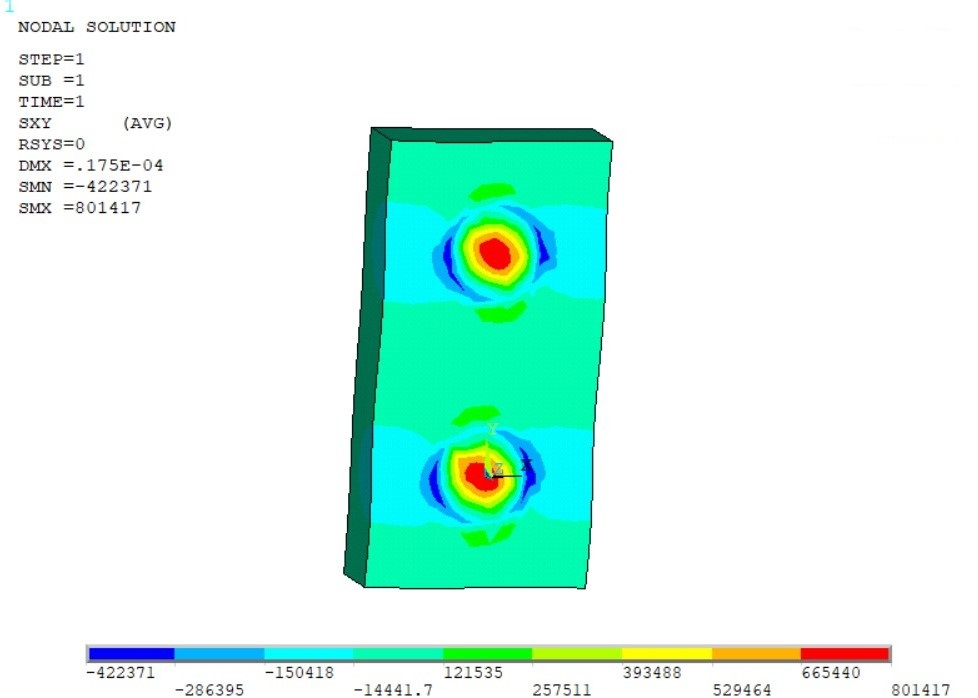 1
NODAL SOLUTION
STEP=1
SUB =1
TIME=1
SXY (AVG)
RSYS=0
DMX =.175E-04
SMN =-422371
SMX =801417
Y
Z X
-422371 -150418 121535 393488 665440
-286395 -14441.7 257511 529464 801417